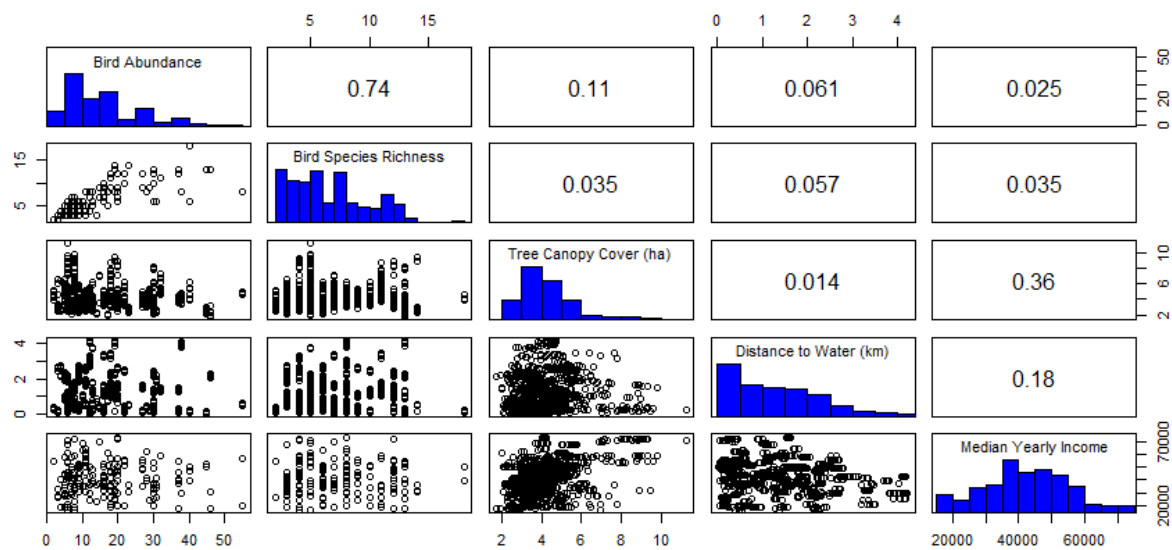 5 10 15
0 1 2 3 4
Bird Abundance
0.74
0.11
0.061
0.025
0 20 50
Bird Species Richness
5 15
0.035
0.057
0.035
Tree Canopy Cover (ha)
0.014
0.36
2 6 10
0 2 4
Distance to Water (km)
0.18
Median Yearly Income
20000 70000
0 10 20 30 40 50
2 4 6 8 10
20000 40000 60000